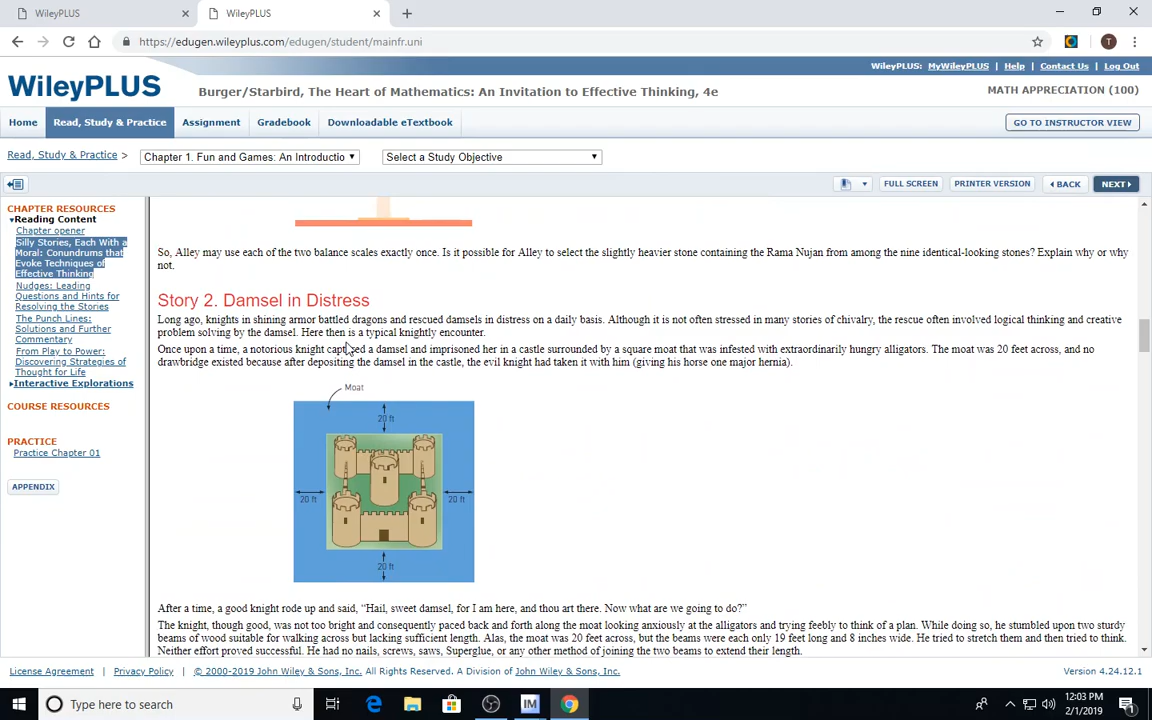 WileyPLUS
WileyPLUS
https://edugen.wileyplus.com/edugen/student/mainfr.uni
T
WileyPLUS: MyWileyPLUS | Help | Contact Us | Log Out
WileyPLUS
Burger/Starbird, The Heart of Mathematics: An Invitation to Effective Thinking, 4e
MATH APPRECIATION (100)
Home
Read, Study & Practice
Assignment
Gradebook
Downloadable eTextbook
GO TO INSTRUCTOR VIEW
Read, Study & Practice >
Chapter 1. Fun and Games: An Introductio
Select a Study Objective
FULL SCREEN
PRINTER VERSION
BACK
NEXT
CHAPTER RESOURCES
Reading Content
Chapter opener
Silly Stories, Each With a
Moral: Conundrums that
Evoke Techniques of
Effective Thinking
Nudges: Leading
Questions and Hints for
Resolving the Stories
The Punch Lines:
Solutions and Further
Commentary
From Play to Power:
Discovering Strategies of
Thought for Life
Interactive Explorations
COURSE RESOURCES
PRACTICE
Practice Chapter 01
APPENDIX
So, Alley may use each of the two balance scales exactly once. Is it possible for Alley to select the slightly heavier stone containing the Rama Nujan from among the nine identical-looking stones? Explain why or why
not.
Story 2. Damsel in Distress
Long ago, knights in shining armor battled dragons and rescued damsels in distress on a daily basis. Although it is not often stressed in many stories of chivalry, the rescue often involved logical thinking and creative
problem solving by the damsel. Here then is a typical knightly encounter.
Once upon a time, a notorious knight captured a damsel and imprisoned her in a castle surrounded by a square moat that was infested with extraordinarily hungry alligators. The moat was 20 feet across, and no
drawbridge existed because after depositing the damsel in the castle, the evil knight had taken it with him (giving his horse one major hernia).
Moat
20 ft
20 ft
20 ft
20 ft
After a time, a good knight rode up and said, “Hail, sweet damsel, for I am here, and thou art there. Now what are we going to do?”
The knight, though good, was not too bright and consequently paced back and forth along the moat looking anxiously at the alligators and trying feebly to think of a plan. While doing so, he stumbled upon two sturdy
beams of wood suitable for walking across but lacking sufficient length. Alas, the moat was 20 feet across, but the beams were each only 19 feet long and 8 inches wide. He tried to stretch them and then tried to think.
Neither effort proved successful. He had no nails, screws, saws, Superglue, or any other method of joining the two beams to extend their length.
License Agreement | Privacy Policy | © 2000-2019 John Wiley & Sons, Inc. All Rights Reserved. A Division of John Wiley & Sons, Inc.
Version 4.24.12.1
Type here to search
IM
12:03 PM
2/1/2019
1